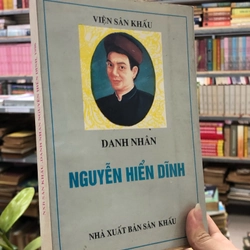 VIỆN SÂN KHẤU
DANH NHÂN
NGUYỄN HIỂN DĨNH
NHÀ XUẤT BẢN SÂN KHẤU